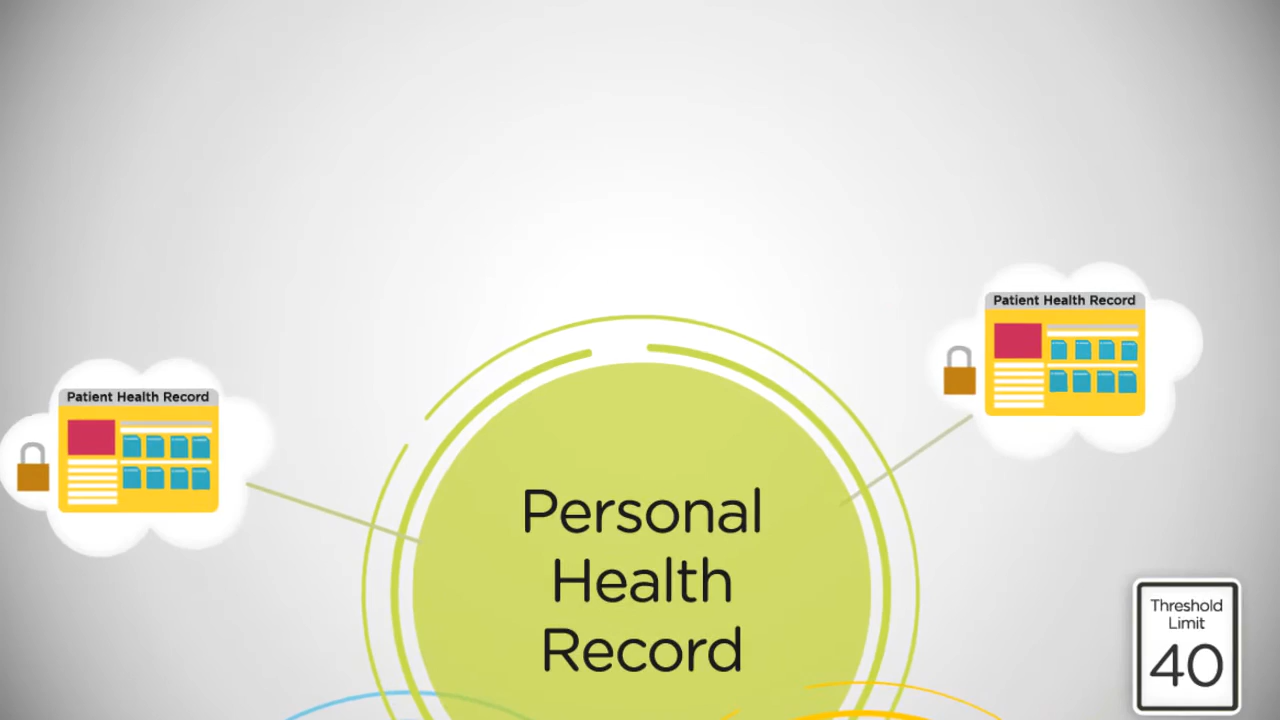 Patient Health Record
Patient Health Record
Personal
Health
Record
Threshold
Limit
40